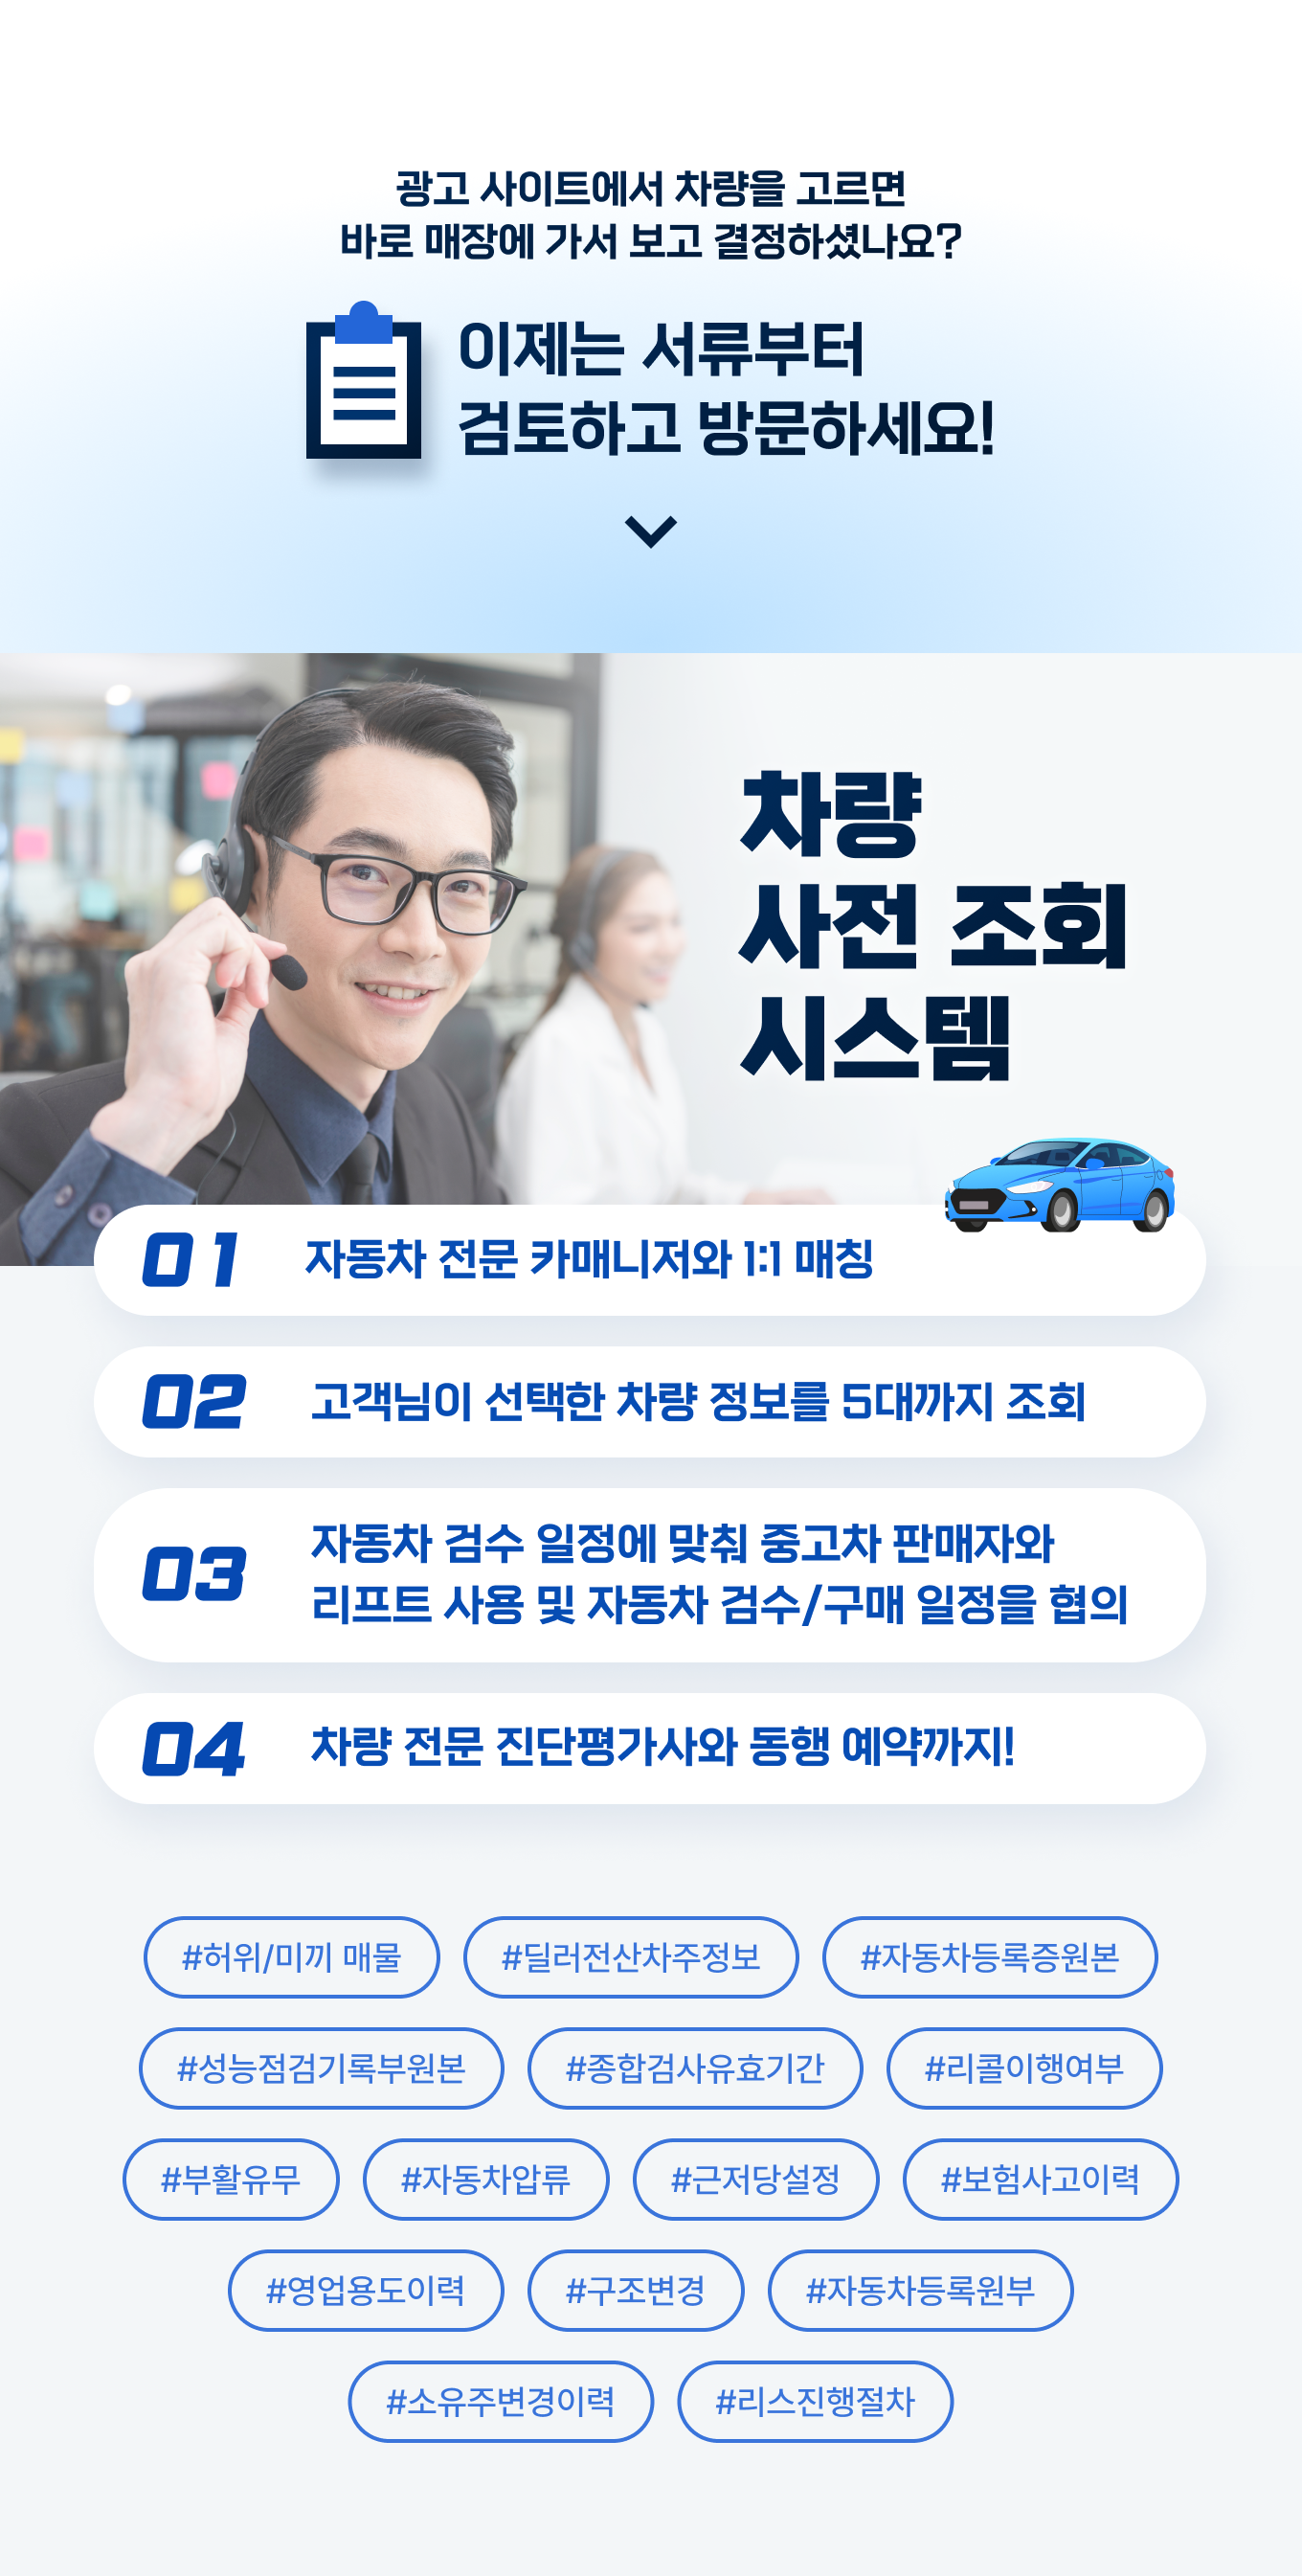 광고 사이트에서 차량을 고르면
바로 매장에 가서 보고 결정하셨나요?
이제는 서류부터
검토하고 방문하세요!
차량
사전 조회
시스템
01 자동차 전문 카매니저와 1:1 매칭
02 고객님이 선택한 차량 정보를 5대까지 조회
03 자동차 검수 일정에 맞춰 중고차 판매자와
리프트 사용 및 자동차 검수/구매 일정을 협의
04 차량 전문 진단평가사와 동행 예약까지!
#허위/미끼 매물 #딜러전산차주정보 #자동차등록증원본
#성능점검기록부원본 #종합검사유효기간 #리콜이행여부
#부활유무 #자동차압류 #근저당설정 #보험사고이력
#영업용도이력 #구조변경 #자동차등록원부
#소유주변경이력 #리스진행절차